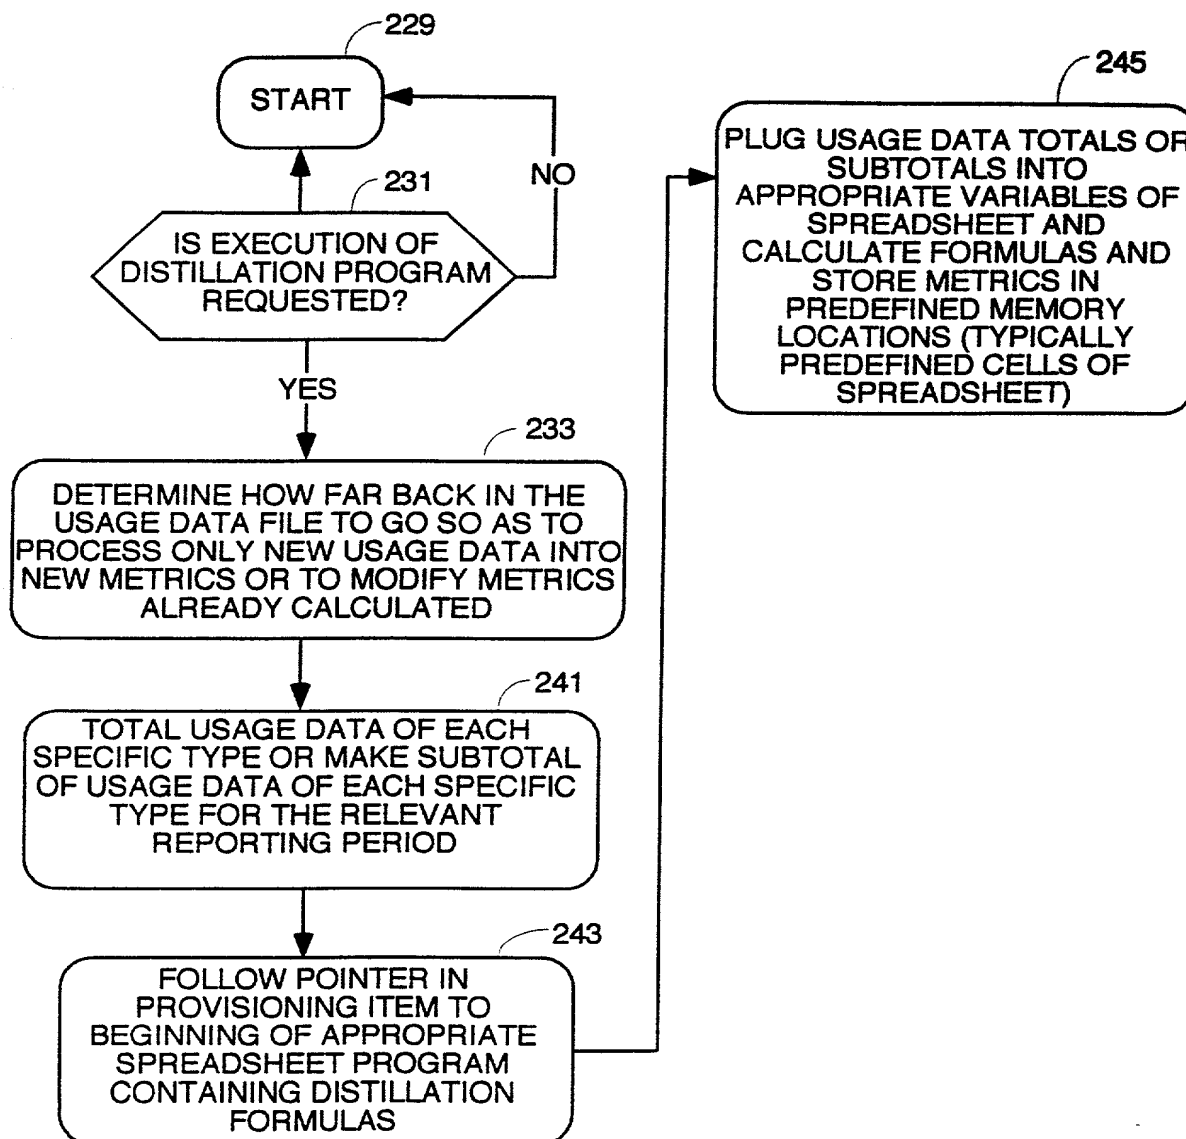 229
START
NO
231
IS EXECUTION OF
DISTILLATION PROGRAM
REQUESTED?
YES
233
DETERMINE HOW FAR BACK IN THE
USAGE DATA FILE TO GO SO AS TO
PROCESS ONLY NEW USAGE DATA INTO
NEW METRICS OR TO MODIFY METRICS
ALREADY CALCULATED
241
TOTAL USAGE DATA OF EACH
SPECIFIC TYPE OR MAKE SUBTOTAL
OF USAGE DATA OF EACH SPECIFIC
TYPE FOR THE RELEVANT
REPORTING PERIOD
243
FOLLOW POINTER IN
PROVISIONING ITEM TO
BEGINNING OF APPROPRIATE
SPREADSHEET PROGRAM
CONTAINING DISTILLATION
FORMULAS
245
PLUG USAGE DATA TOTALS OR
SUBTOTALS INTO
APPROPRIATE VARIABLES OF
SPREADSHEET AND
CALCULATE FORMULAS AND
STORE METRICS IN
PREDEFINED MEMORY
LOCATIONS (TYPICALLY
PREDEFINED CELLS OF
SPREADSHEET)